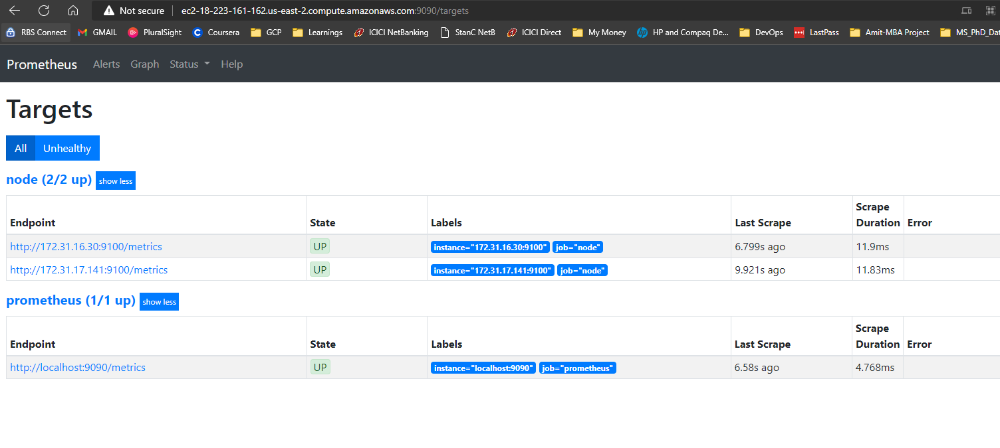 Not secure ec2-18-223-161-162.us-east-2.compute.amazonaws.com:9090/targets
RBS Connect GMAIL PluralSight Coursera GCP Learnings ICICI NetBanking StanC NetB ICICI Direct My Money HP and Compaq De... DevOps LastPass Amit-MBA Project MS_PhD_Dat
Prometheus Alerts Graph Status Help
Targets
All Unhealthy
node (2/2 up) show less
Endpoint State Labels Last Scrape Scrape Duration Error
http://172.31.16.30:9100/metrics UP instance="172.31.16.30:9100" job="node" 6.799s ago 11.9ms
http://172.31.17.141:9100/metrics UP instance="172.31.17.141:9100" job="node" 9.921s ago 11.83ms
prometheus (1/1 up) show less
Endpoint State Labels Last Scrape Scrape Duration Error
http://localhost:9090/metrics UP instance="localhost:9090" job="prometheus" 6.58s ago 4.768ms